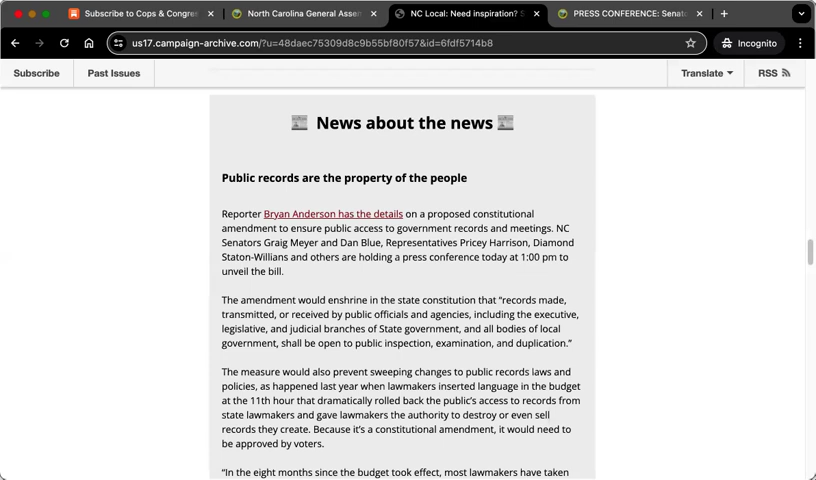 Subscribe to Cops & Congre
North Carolina General Assem
NC Local: Need inspiration? S
PRESS CONFERENCE: Senato
us17.campaign-archive.com/?u=48daec75309d8c9b55bf80f57&id=6fdf5714b8
Incognito
Subscribe
Past Issues
Translate
RSS
News about the news
Public records are the property of the people
Reporter Bryan Anderson has the details on a proposed constitutional
amendment to ensure public access to government records and meetings. NC
Senators Graig Meyer and Dan Blue, Representatives Pricey Harrison, Diamond
Staton-Willians and others are holding a press conference today at 1:00 pm to
unveil the bill.
The amendment would enshrine in the state constitution that “records made,
transmitted, or received by public officials and agencies, including the executive,
legislative, and judicial branches of State government, and all bodies of local
government, shall be open to public inspection, examination, and duplication.”
The measure would also prevent sweeping changes to public records laws and
policies, as happened last year when lawmakers inserted language in the budget
at the 11th hour that dramatically rolled back the public’s access to records from
state lawmakers and gave lawmakers the authority to destroy or even sell
records they create. Because it’s a constitutional amendment, it would need to
be approved by voters.
“In the eight months since the budget took effect, most lawmakers have taken